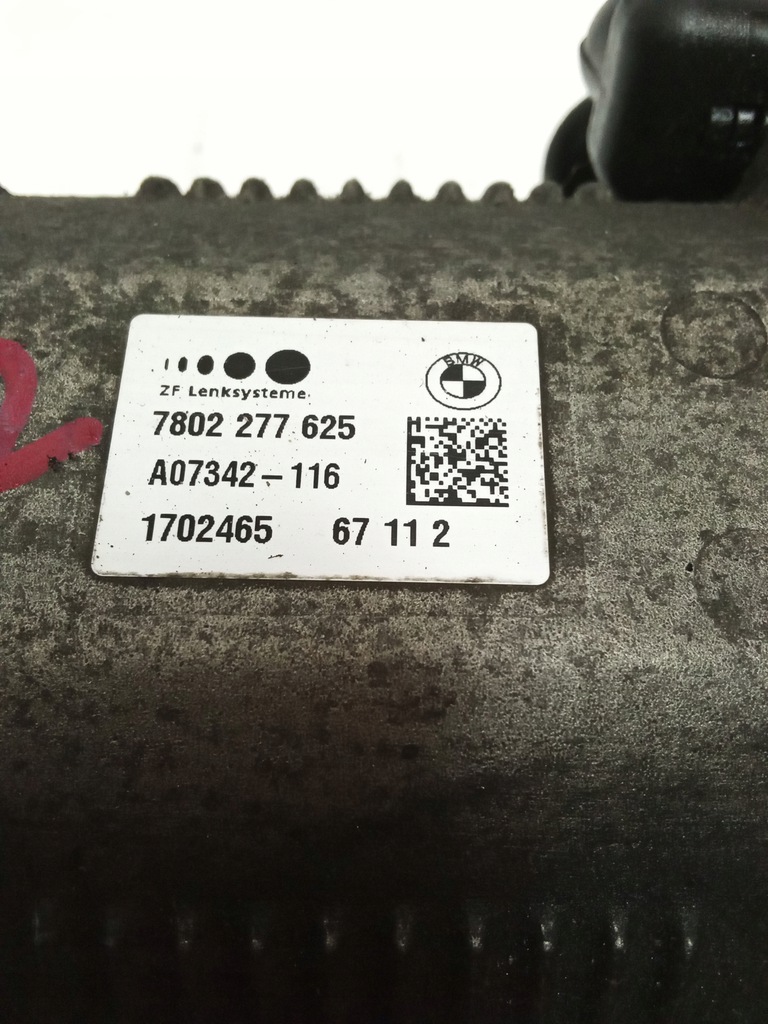 BMW
ZF Lenksysteme
7802 277 625
A07342-116
1702465 67 11 2